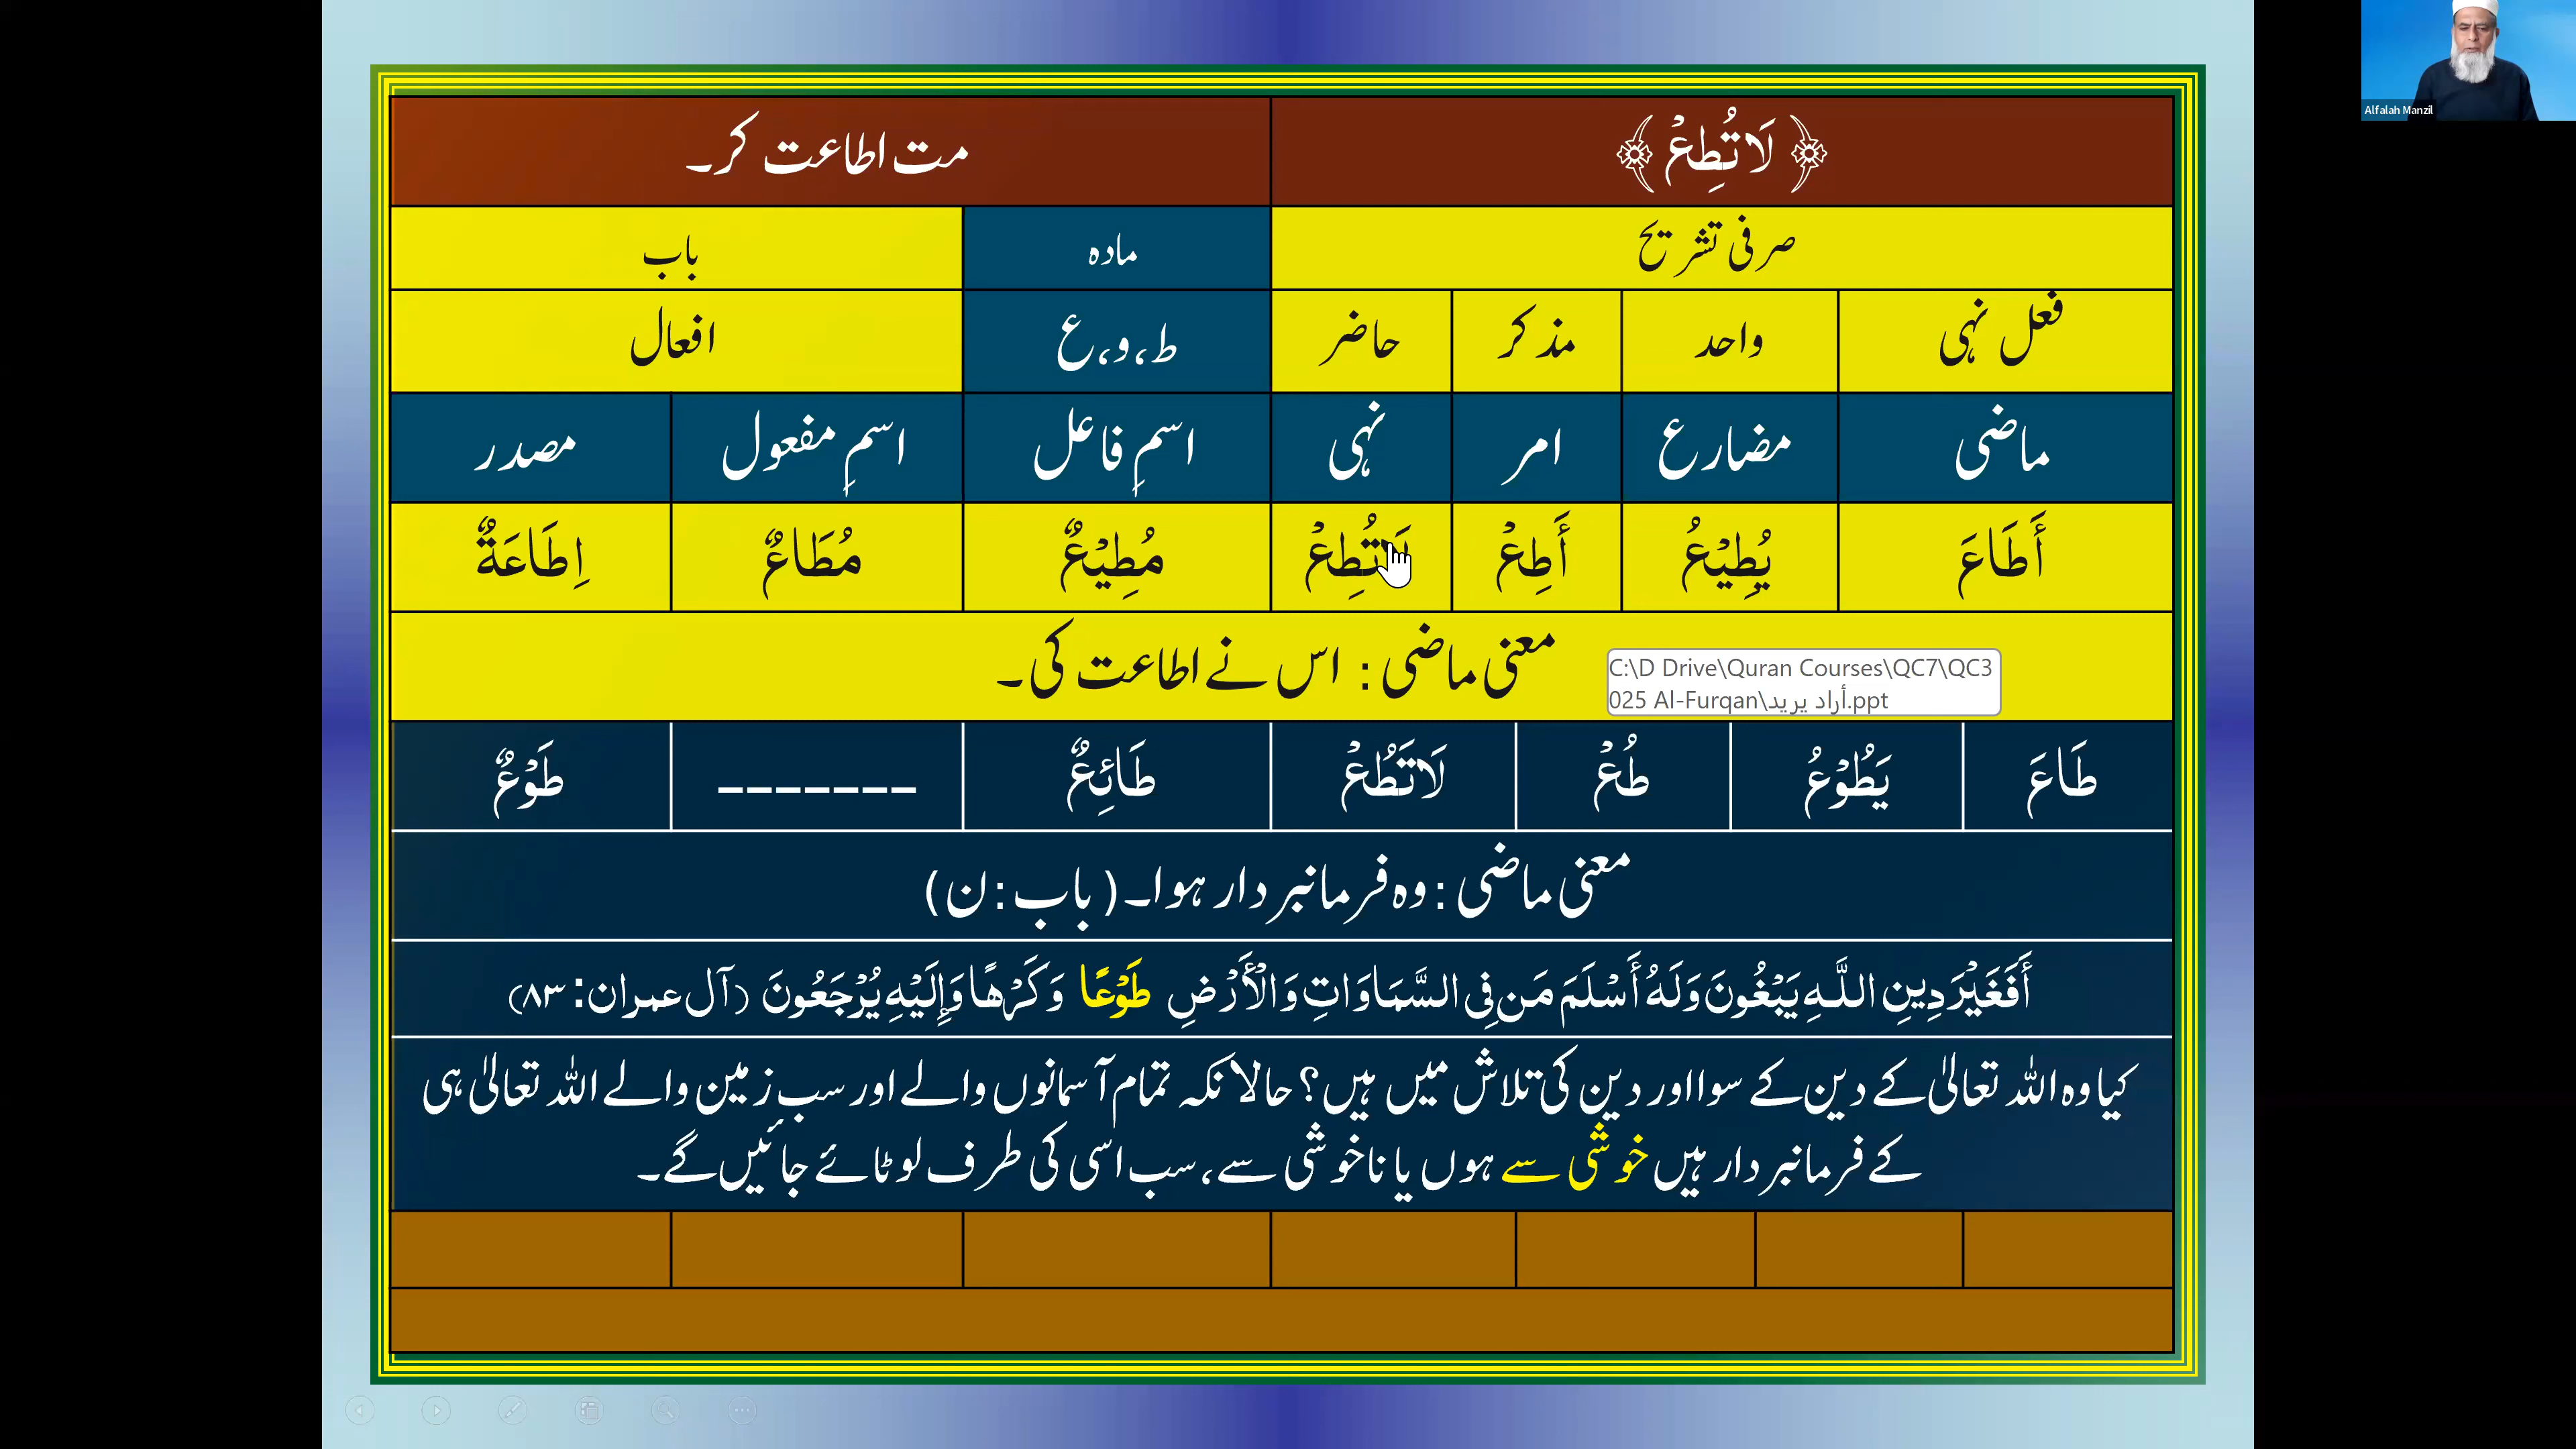 ﴿ لَا تُطِعْ ﴾ مت اطاعت کر۔
صرفی تشریح مادہ باب
فعل نہی واحد مذکر حاضر ط،و،ع افعال
ماضی مضارع امر نہی اسمِ فاعل اسمِ مفعول مصدر
أَطَاعَ يُطِيْعُ أَطِعْ لَا تُطِعْ مُطِيْعٌ مُطَاعٌ اِطَاعَةٌ
معنی ماضی : اس نے اطاعت کی۔
C:\D Drive\Quran Courses\QC7\QC3
025 Al-Furqan\أراد يريد.ppt
طَاعَ يَطُوْعُ طُعْ لَا تَطُعْ طَائِعٌ ------- طَوْعٌ
معنی ماضی : وہ فرمانبردار ہوا۔ (باب : ن)
أَفَغَيْرَ دِينِ اللَّـهِ يَبْغُونَ وَلَهُ أَسْلَمَ مَن فِي السَّمَاوَاتِ وَالْأَرْضِ طَوْعًا وَكَرْهًا وَإِلَيْهِ يُرْجَعُونَ (آل عمران: ۸۳)
کیا وہ اللہ تعالیٰ کے دین کے سوا اور دین کی تلاش میں ہیں؟ حالانکہ تمام آسمانوں والے اور سب زمین والے اللہ تعالیٰ ہی
کے فرمانبردار ہیں خوشی سے ہوں یا ناخوشی سے، سب اسی کی طرف لوٹائے جائیں گے۔
Alfalah Manzil